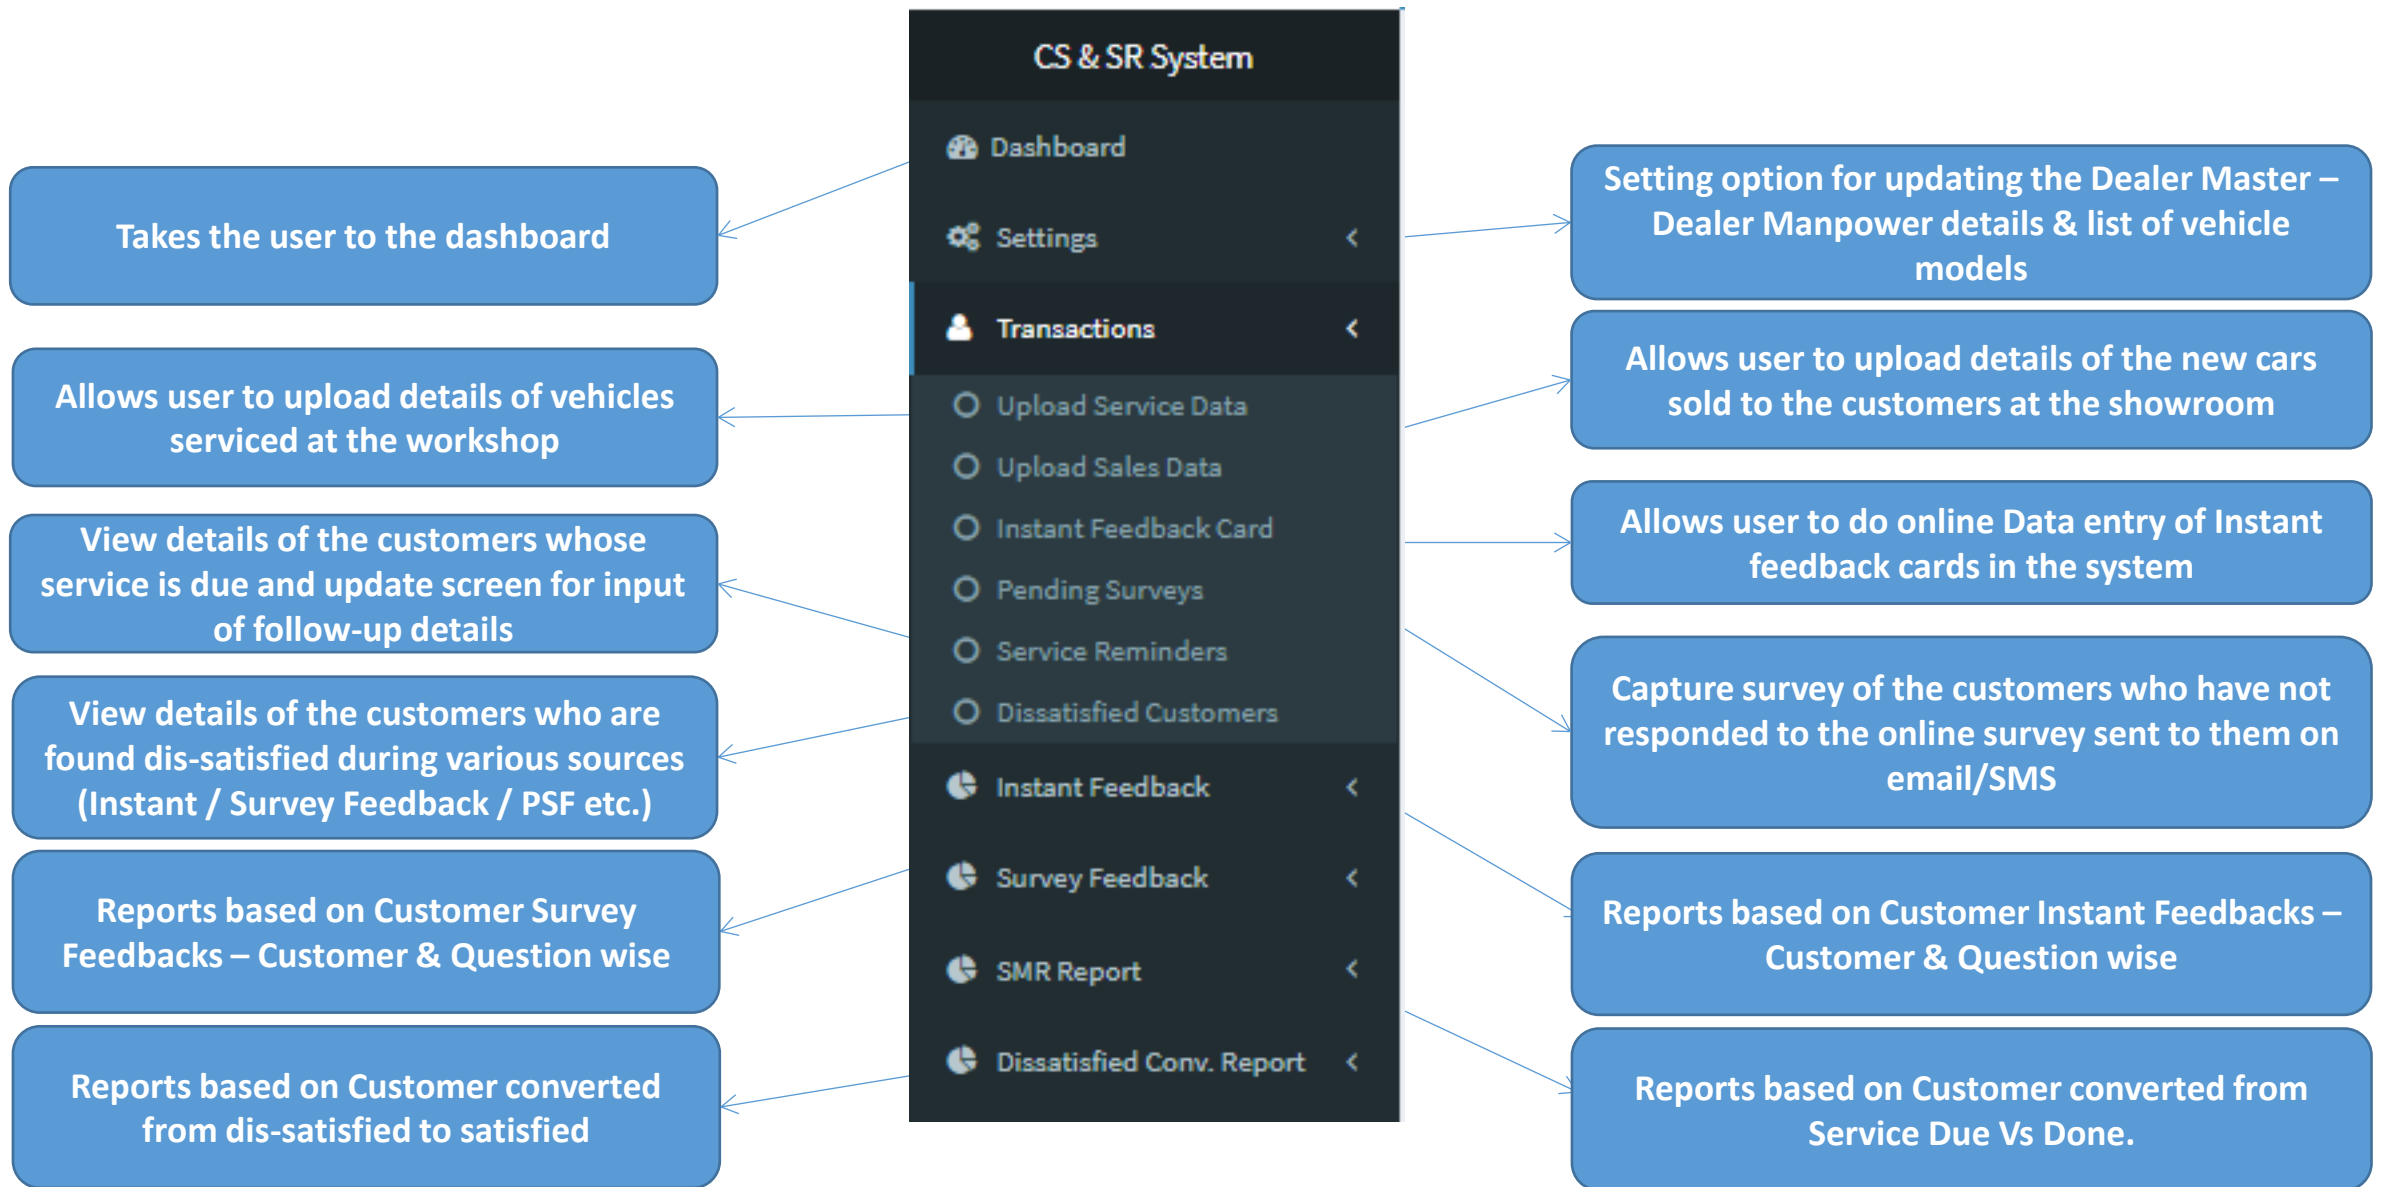 CS & SR System
Dashboard
Settings
Transactions
Upload Service Data
Upload Sales Data
Instant Feedback Card
Pending Surveys
Service Reminders
Dissatisfied Customers
Instant Feedback
Survey Feedback
SMR Report
Dissatisfied Conv. Report
Takes the user to the dashboard
Allows user to upload details of vehicles
serviced at the workshop
View details of the customers whose
service is due and update screen for input
of follow-up details
View details of the customers who are
found dis-satisfied during various sources
(Instant / Survey Feedback / PSF etc.)
Reports based on Customer Survey
Feedbacks – Customer & Question wise
Reports based on Customer converted
from dis-satisfied to satisfied
Setting option for updating the Dealer Master –
Dealer Manpower details & list of vehicle
models
Allows user to upload details of the new cars
sold to the customers at the showroom
Allows user to do online Data entry of Instant
feedback cards in the system
Capture survey of the customers who have not
responded to the online survey sent to them on
email/SMS
Reports based on Customer Instant Feedbacks –
Customer & Question wise
Reports based on Customer converted from
Service Due Vs Done.